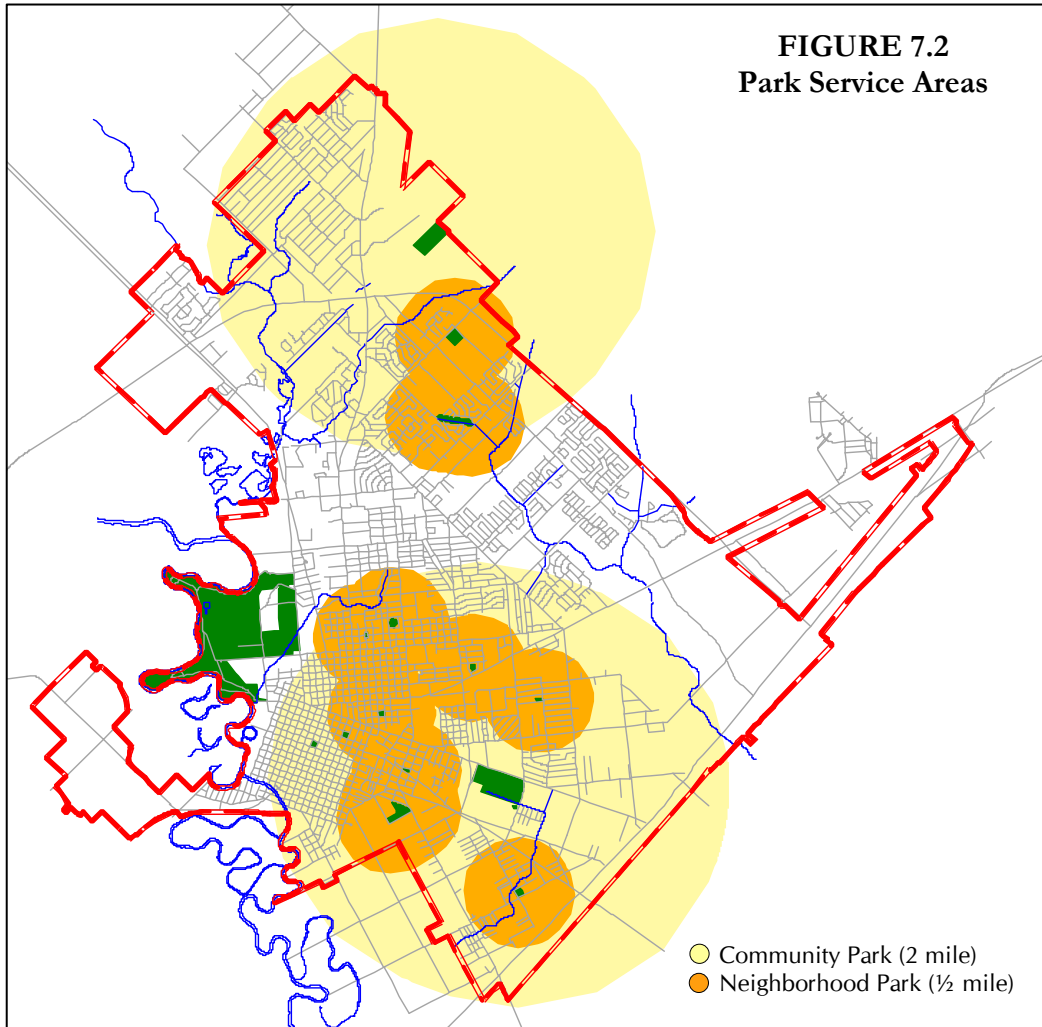 FIGURE 7.2
Park Service Areas
Community Park (2 mile)
Neighborhood Park (½ mile)